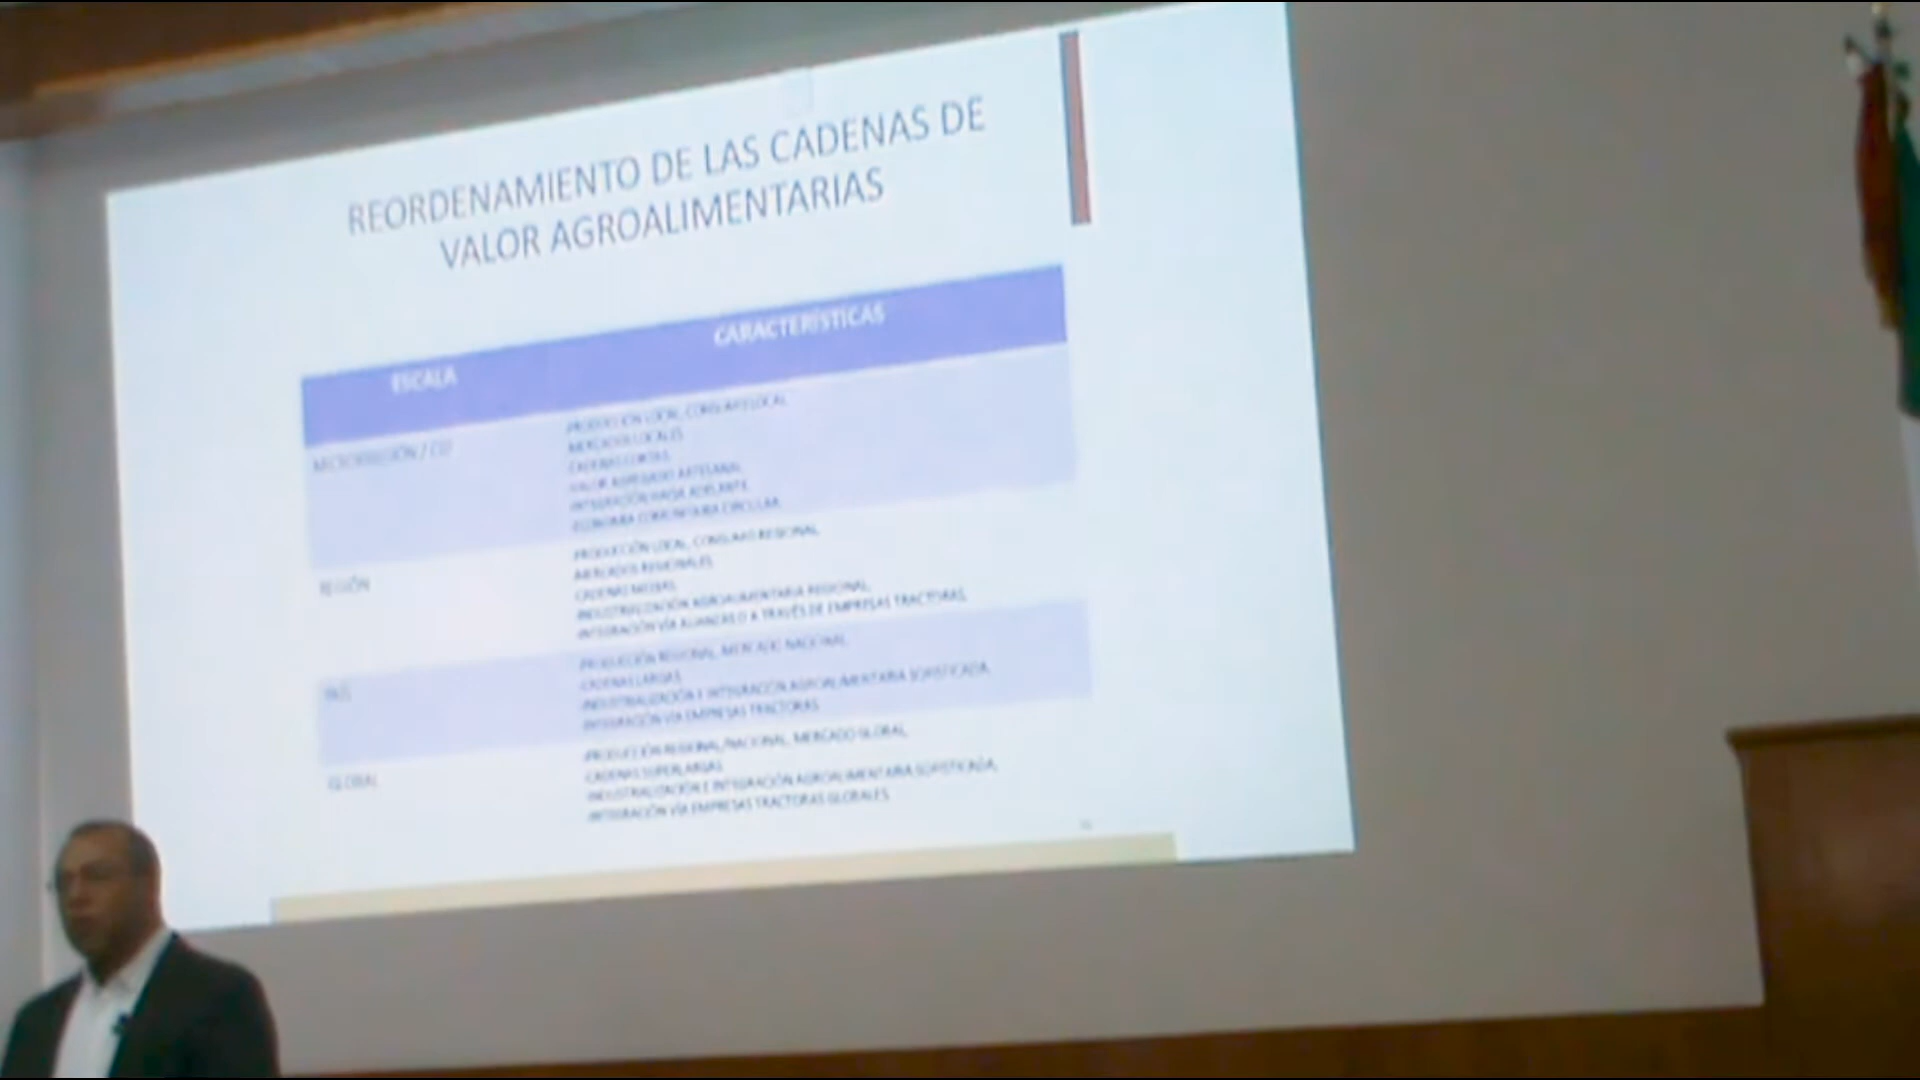 REORDENAMIENTO DE LAS CADENAS DE
VALOR AGROALIMENTARIAS
ESCALA
CARACTERÍSTICAS
MICRORREGIÓN /
-PRODUCCIÓN LOCAL, CONSUMO LOCAL
-MERCADOS LOCALES
-CADENAS CORTAS
-VALOR AGREGADO ARTESANAL
-INTEGRACIÓN HACIA ADELANTE
-ECONOMÍA COMUNITARIA CIRCULAR
REGIÓN
-PRODUCCIÓN LOCAL, CONSUMO REGIONAL
-MERCADOS REGIONALES
-CADENAS MEDIAS
-INDUSTRIALIZACIÓN AGROALIMENTARIA REGIONAL,
-INTEGRACIÓN VÍA ALIANZAS O A TRAVÉS DE EMPRESAS TRACTORAS,
PAÍS
-PRODUCCIÓN REGIONAL, MERCADO NACIONAL
-CADENAS LARGAS
-INDUSTRIALIZACIÓN E INTEGRACIÓN AGROALIMENTARIA SOFISTICADA,
-INTEGRACIÓN VÍA EMPRESAS TRACTORAS
GLOBAL
-PRODUCCIÓN REGIONAL/NACIONAL, MERCADO GLOBAL,
-CADENAS SUPERLARGAS
-INDUSTRIALIZACIÓN E INTEGRACIÓN AGROALIMENTARIA SOFISTICADA,
-INTEGRACIÓN VÍA EMPRESAS TRACTORAS GLOBALES